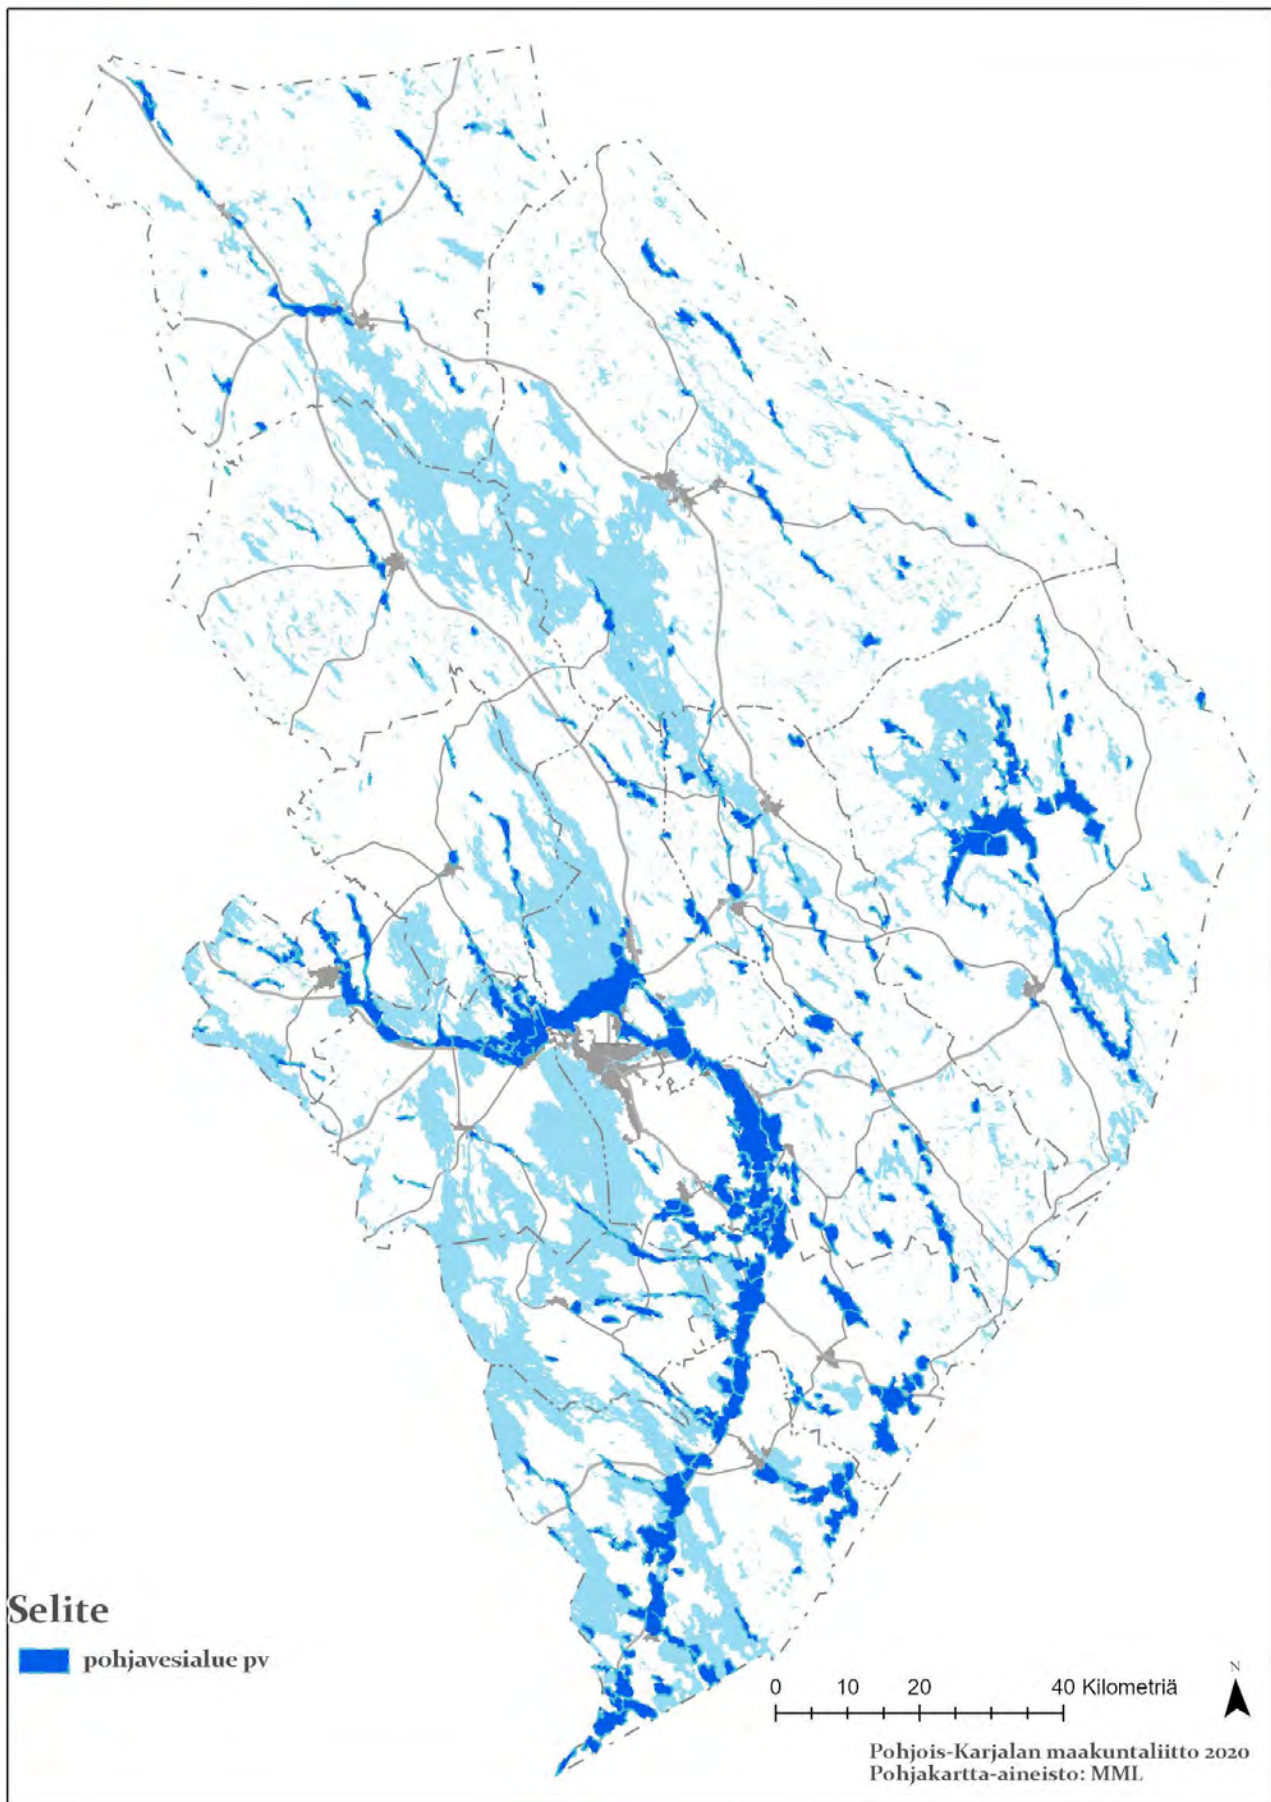 Selite
pohjavesialue pv
N
0 10 20 40 Kilometriä
Pohjois-Karjalan maakuntaliitto 2020
Pohjakartta-aineisto: MML